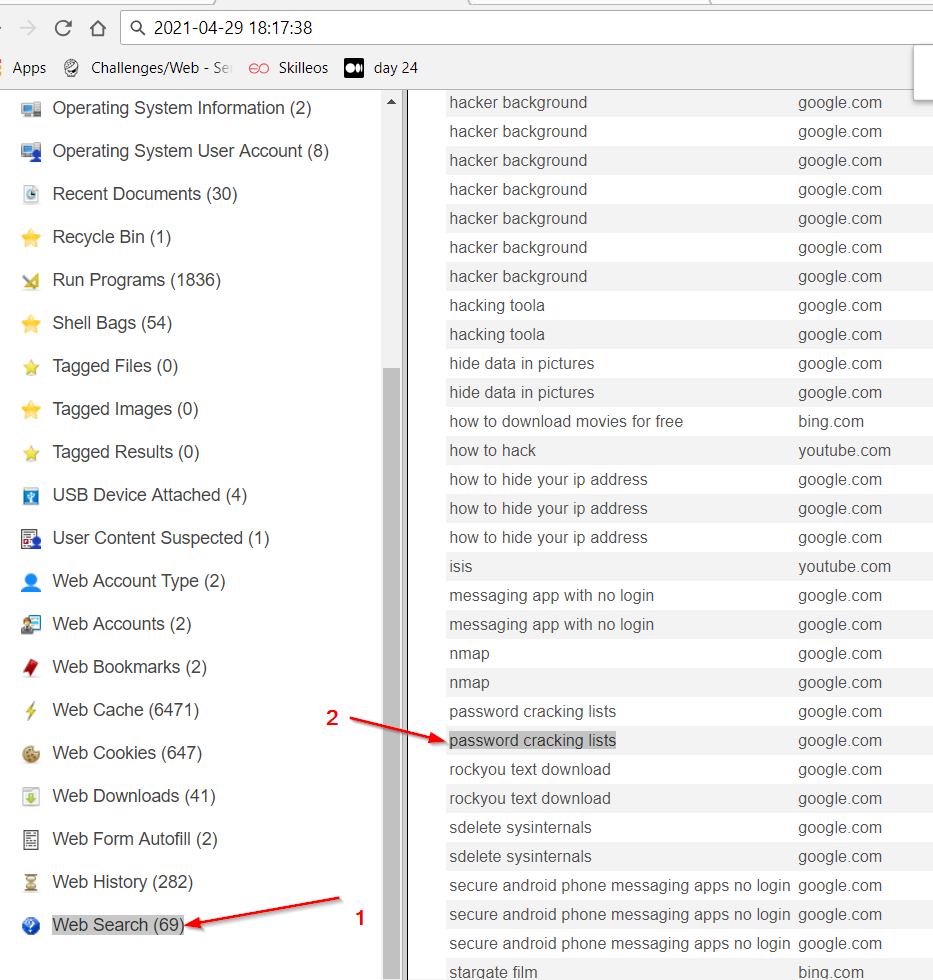 2021-04-29 18:17:38
Apps Challenges/Web - Se Skilleos day 24
Operating System Information (2)
Operating System User Account (8)
Recent Documents (30)
Recycle Bin (1)
Run Programs (1836)
Shell Bags (54)
Tagged Files (0)
Tagged Images (0)
Tagged Results (0)
USB Device Attached (4)
User Content Suspected (1)
Web Account Type (2)
Web Accounts (2)
Web Bookmarks (2)
Web Cache (6471)
Web Cookies (647)
Web Downloads (41)
Web Form Autofill (2)
Web History (282)
Web Search (69)
1
2
hacker background google.com
hacker background google.com
hacker background google.com
hacker background google.com
hacker background google.com
hacker background google.com
hacker background google.com
hacking toola google.com
hacking toola google.com
hide data in pictures google.com
hide data in pictures google.com
how to download movies for free bing.com
how to hack youtube.com
how to hide your ip address google.com
how to hide your ip address google.com
how to hide your ip address google.com
isis youtube.com
messaging app with no login google.com
messaging app with no login google.com
nmap google.com
nmap google.com
password cracking lists google.com
password cracking lists google.com
rockyou text download google.com
rockyou text download google.com
sdelete sysinternals google.com
sdelete sysinternals google.com
secure android phone messaging apps no login google.com
secure android phone messaging apps no login google.com
secure android phone messaging apps no login google.com
stargate film bing.com